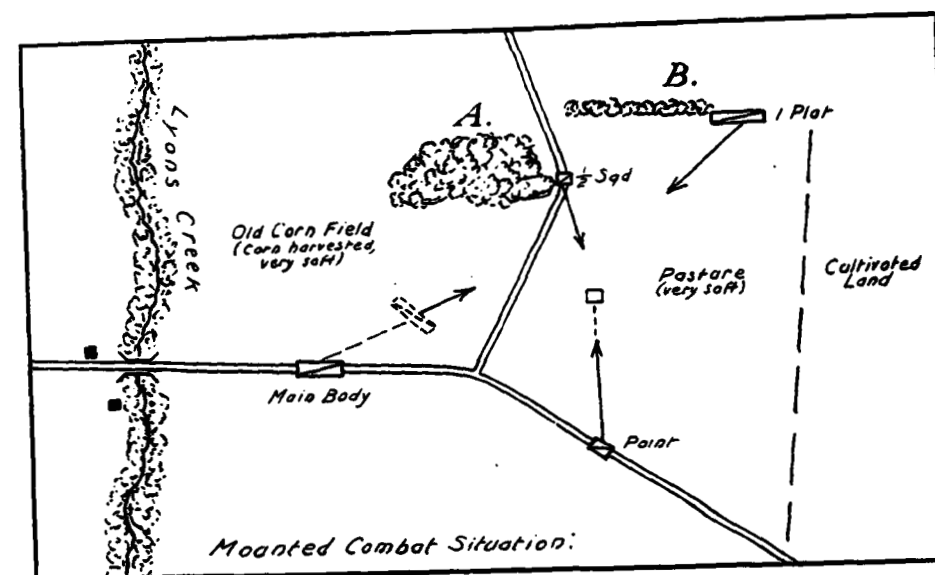 A.
B.
1 Plat
½ Sqd
Lyons Creek
Old Corn Field
(Corn harvested,
very soft)
Pasture
(very soft)
Cultivated
Land
Main Body
Point
Mounted Combat Situation: